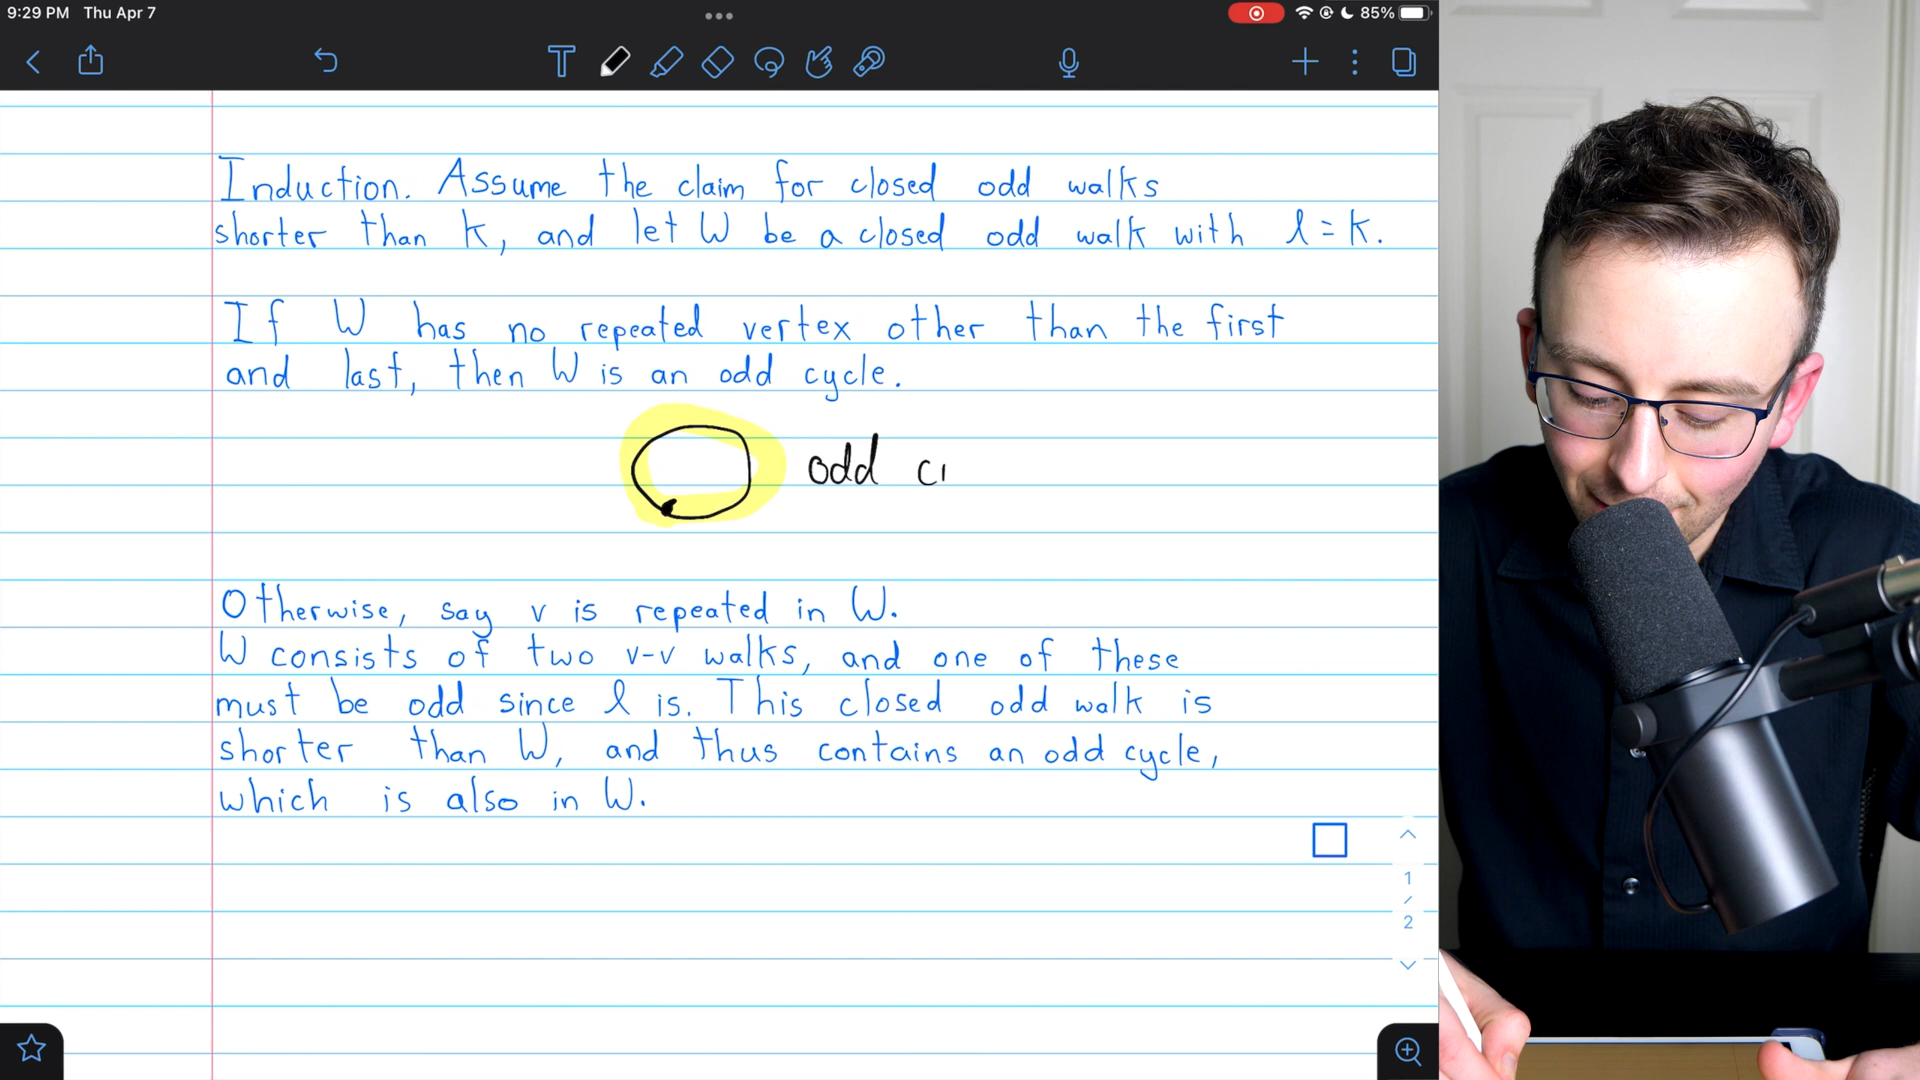 9:29 PM Thu Apr 7
85%
Induction. Assume the claim for closed odd walks
shorter than k, and let W be a closed odd walk with l = k.
If W has no repeated vertex other than the first
and last, then W is an odd cycle.
odd
Otherwise, say v is repeated in W.
W consists of two v-v walks, and one of these
must be odd since l is. This closed odd walk is
shorter than W, and thus contains an odd cycle,
which is also in W.
1
/
2